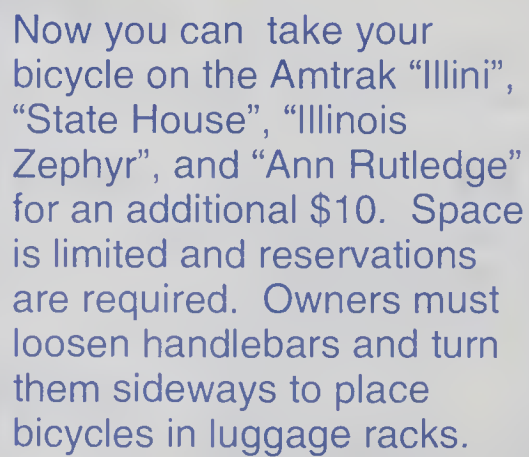 Now you can  take your
bicycle on the Amtrak “Illini”,
“State House”, “Illinois
Zephyr”, and “Ann Rutledge”
for an additional $10.  Space
is limited and reservations
are required.  Owners must
loosen handlebars and turn
them sideways to place
bicycles in luggage racks.